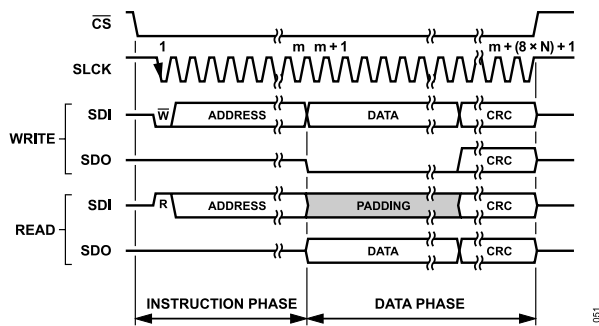 CS
1 m m + 1 m + (8 × N) + 1
SLCK
WRITE
SDI W ADDRESS DATA CRC
SDO CRC
READ
SDI R ADDRESS PADDING CRC
SDO DATA CRC
INSTRUCTION PHASE DATA PHASE
051